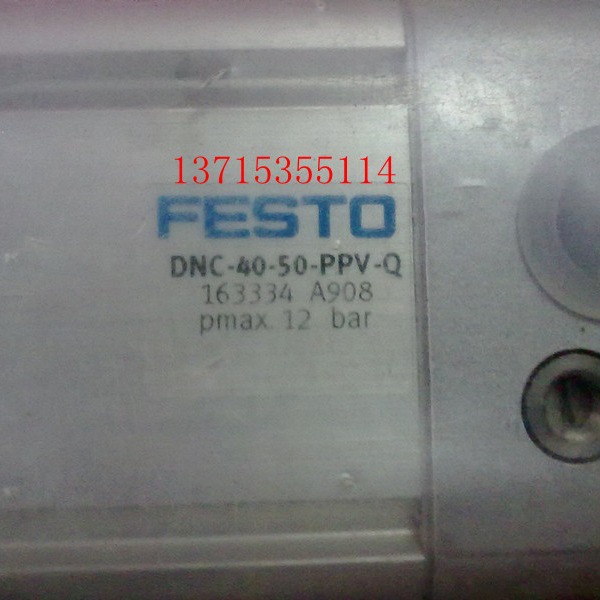 13715355114
FESTO
DNC-40-50-PPV-Q
163334 A908
pmax. 12 bar